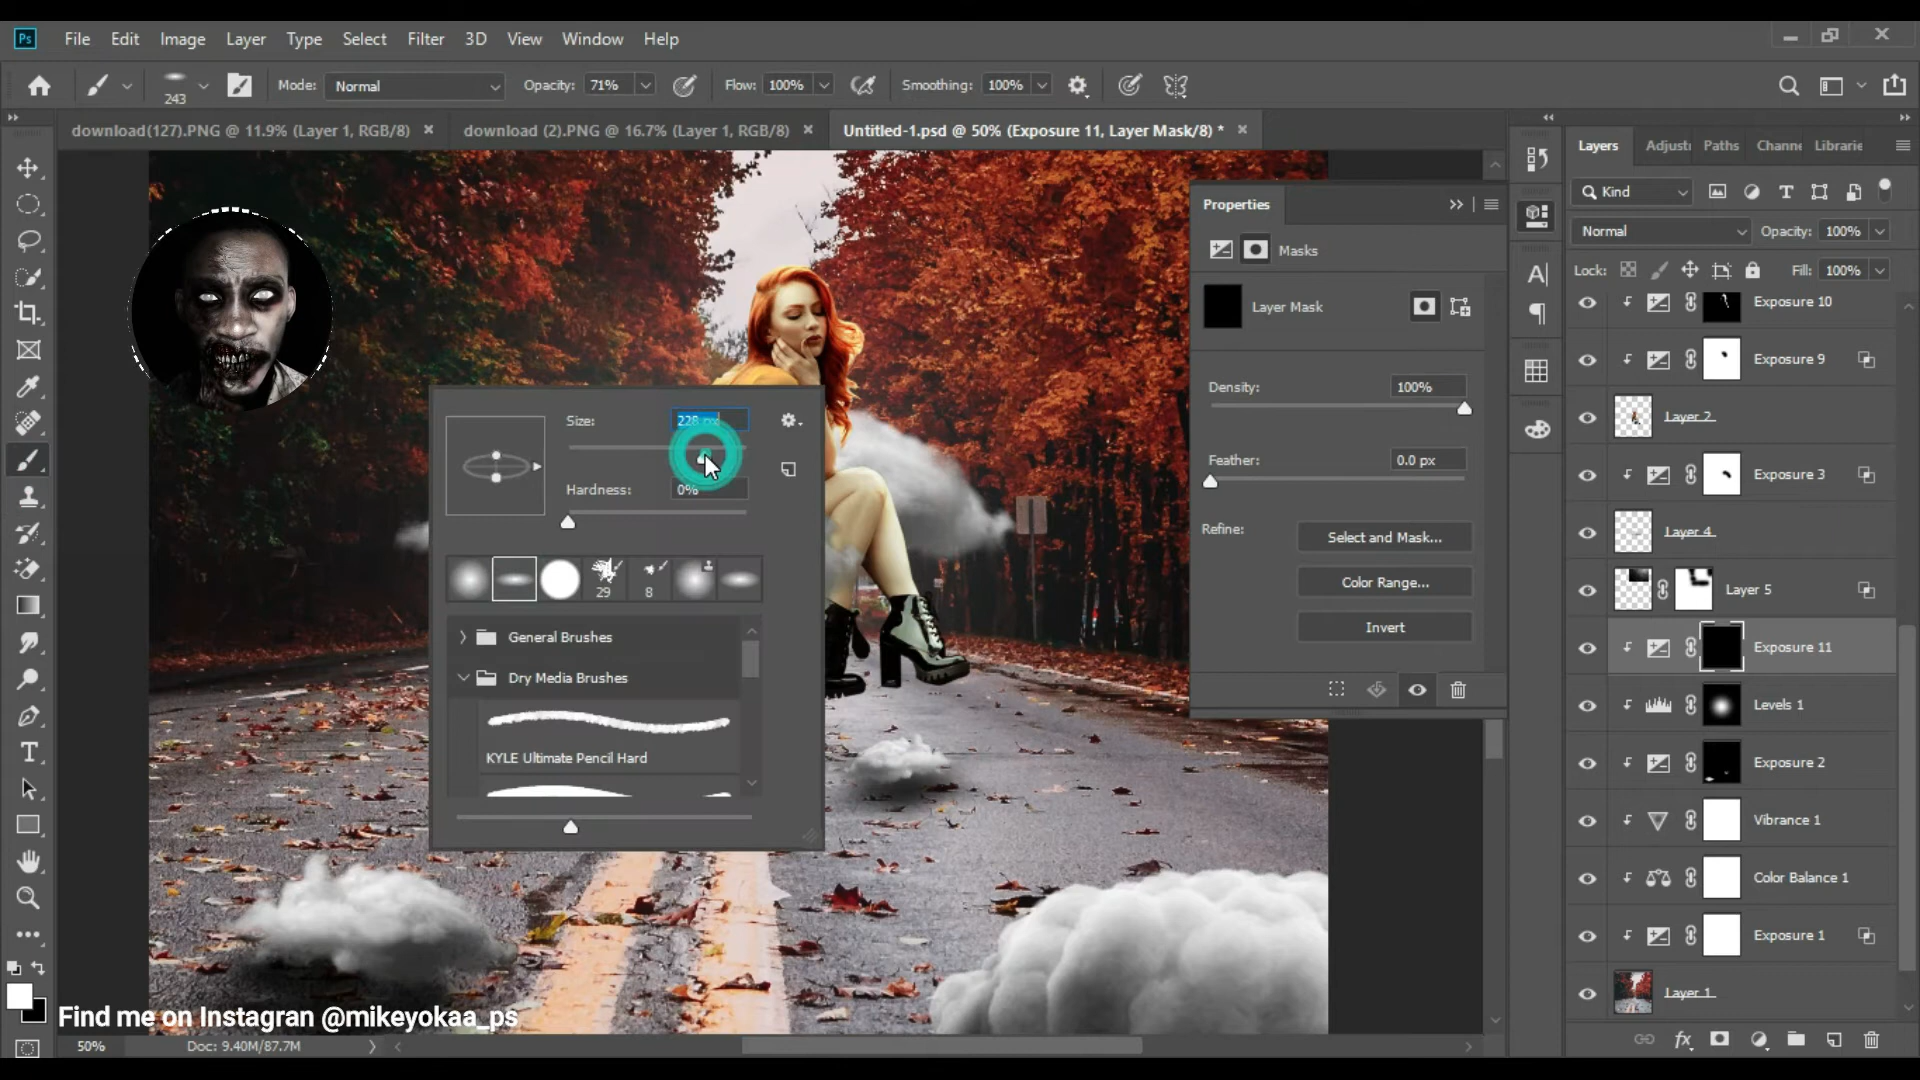 Ps File Edit Image Layer Type Select Filter 3D View Window Help
243 Mode: Normal Opacity: 71% Flow: 100% Smoothing: 100%
download(127).PNG @ 11.9% (Layer 1, RGB/8) × download (2).PNG @ 16.7% (Layer 1, RGB/8) × Untitled-1.psd @ 50% (Exposure 11, Layer Mask/8) * ×
Layers Adjusti Paths Channe Librarie
Kind
Normal Opacity: 100%
Lock: Fill: 100%
Exposure 10
Exposure 9
Layer 2
Exposure 3
Layer 4
Layer 5
Exposure 11
Levels 1
Exposure 2
Vibrance 1
Color Balance 1
Exposure 1
Layer 1
fx
Properties
Masks
Layer Mask
Density: 100%
Feather: 0.0 px
Refine: Select and Mask...
Color Range...
Invert
Size: 228 px
Hardness: 0%
29 8
General Brushes
Dry Media Brushes
KYLE Ultimate Pencil Hard
Find me on Instagran @mikeyokaa_ps
50% Doc: 9.40M/87.7M